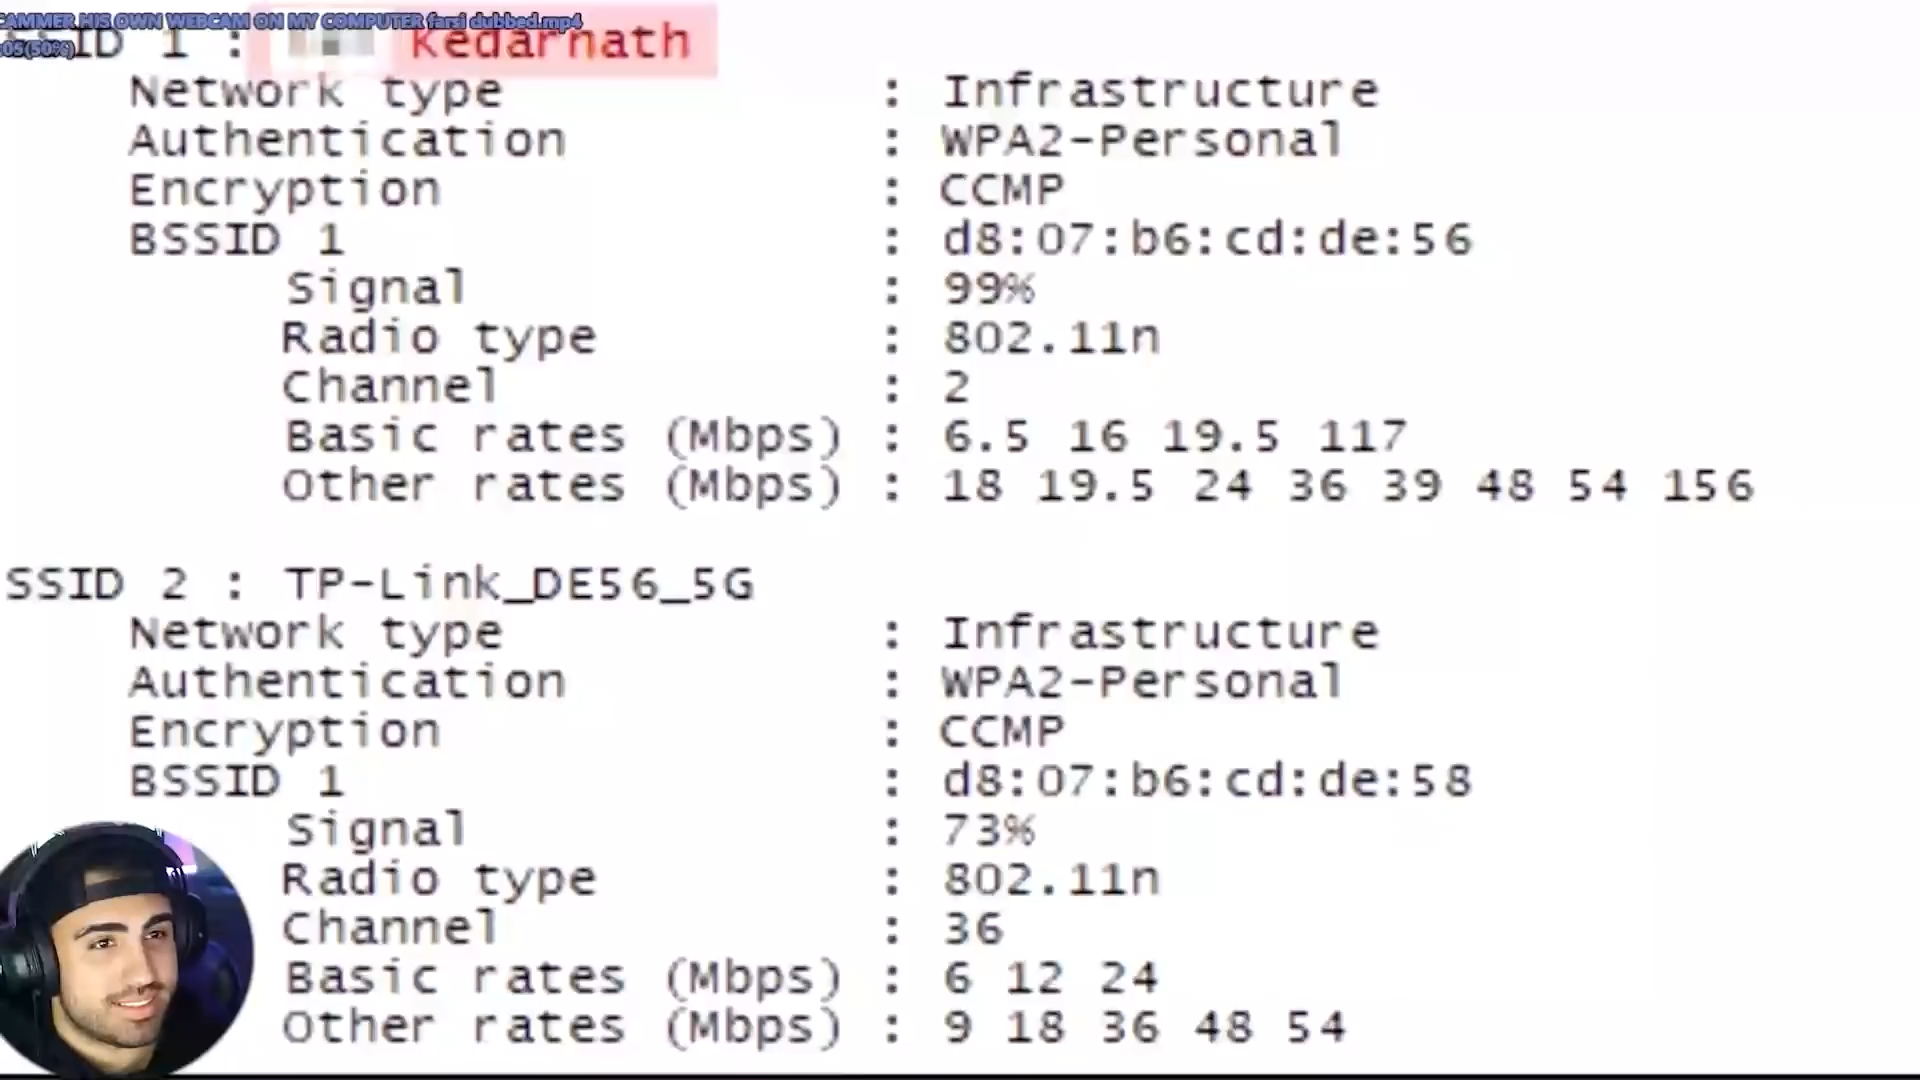 CAMMER HIS OWN WEBCAM ON MY COMPUTER farsi dubbed.mp4
:05(50%)
SSID 1 : Kedarnath
Network type : Infrastructure
Authentication : WPA2-Personal
Encryption : CCMP
BSSID 1 : d8:07:b6:cd:de:56
Signal : 99%
Radio type : 802.11n
Channel : 2
Basic rates (Mbps) : 6.5 16 19.5 117
Other rates (Mbps) : 18 19.5 24 36 39 48 54 156
SSID 2 : TP-Link_DE56_5G
Network type : Infrastructure
Authentication : WPA2-Personal
Encryption : CCMP
BSSID 1 : d8:07:b6:cd:de:58
Signal : 73%
Radio type : 802.11n
Channel : 36
Basic rates (Mbps) : 6 12 24
Other rates (Mbps) : 9 18 36 48 54